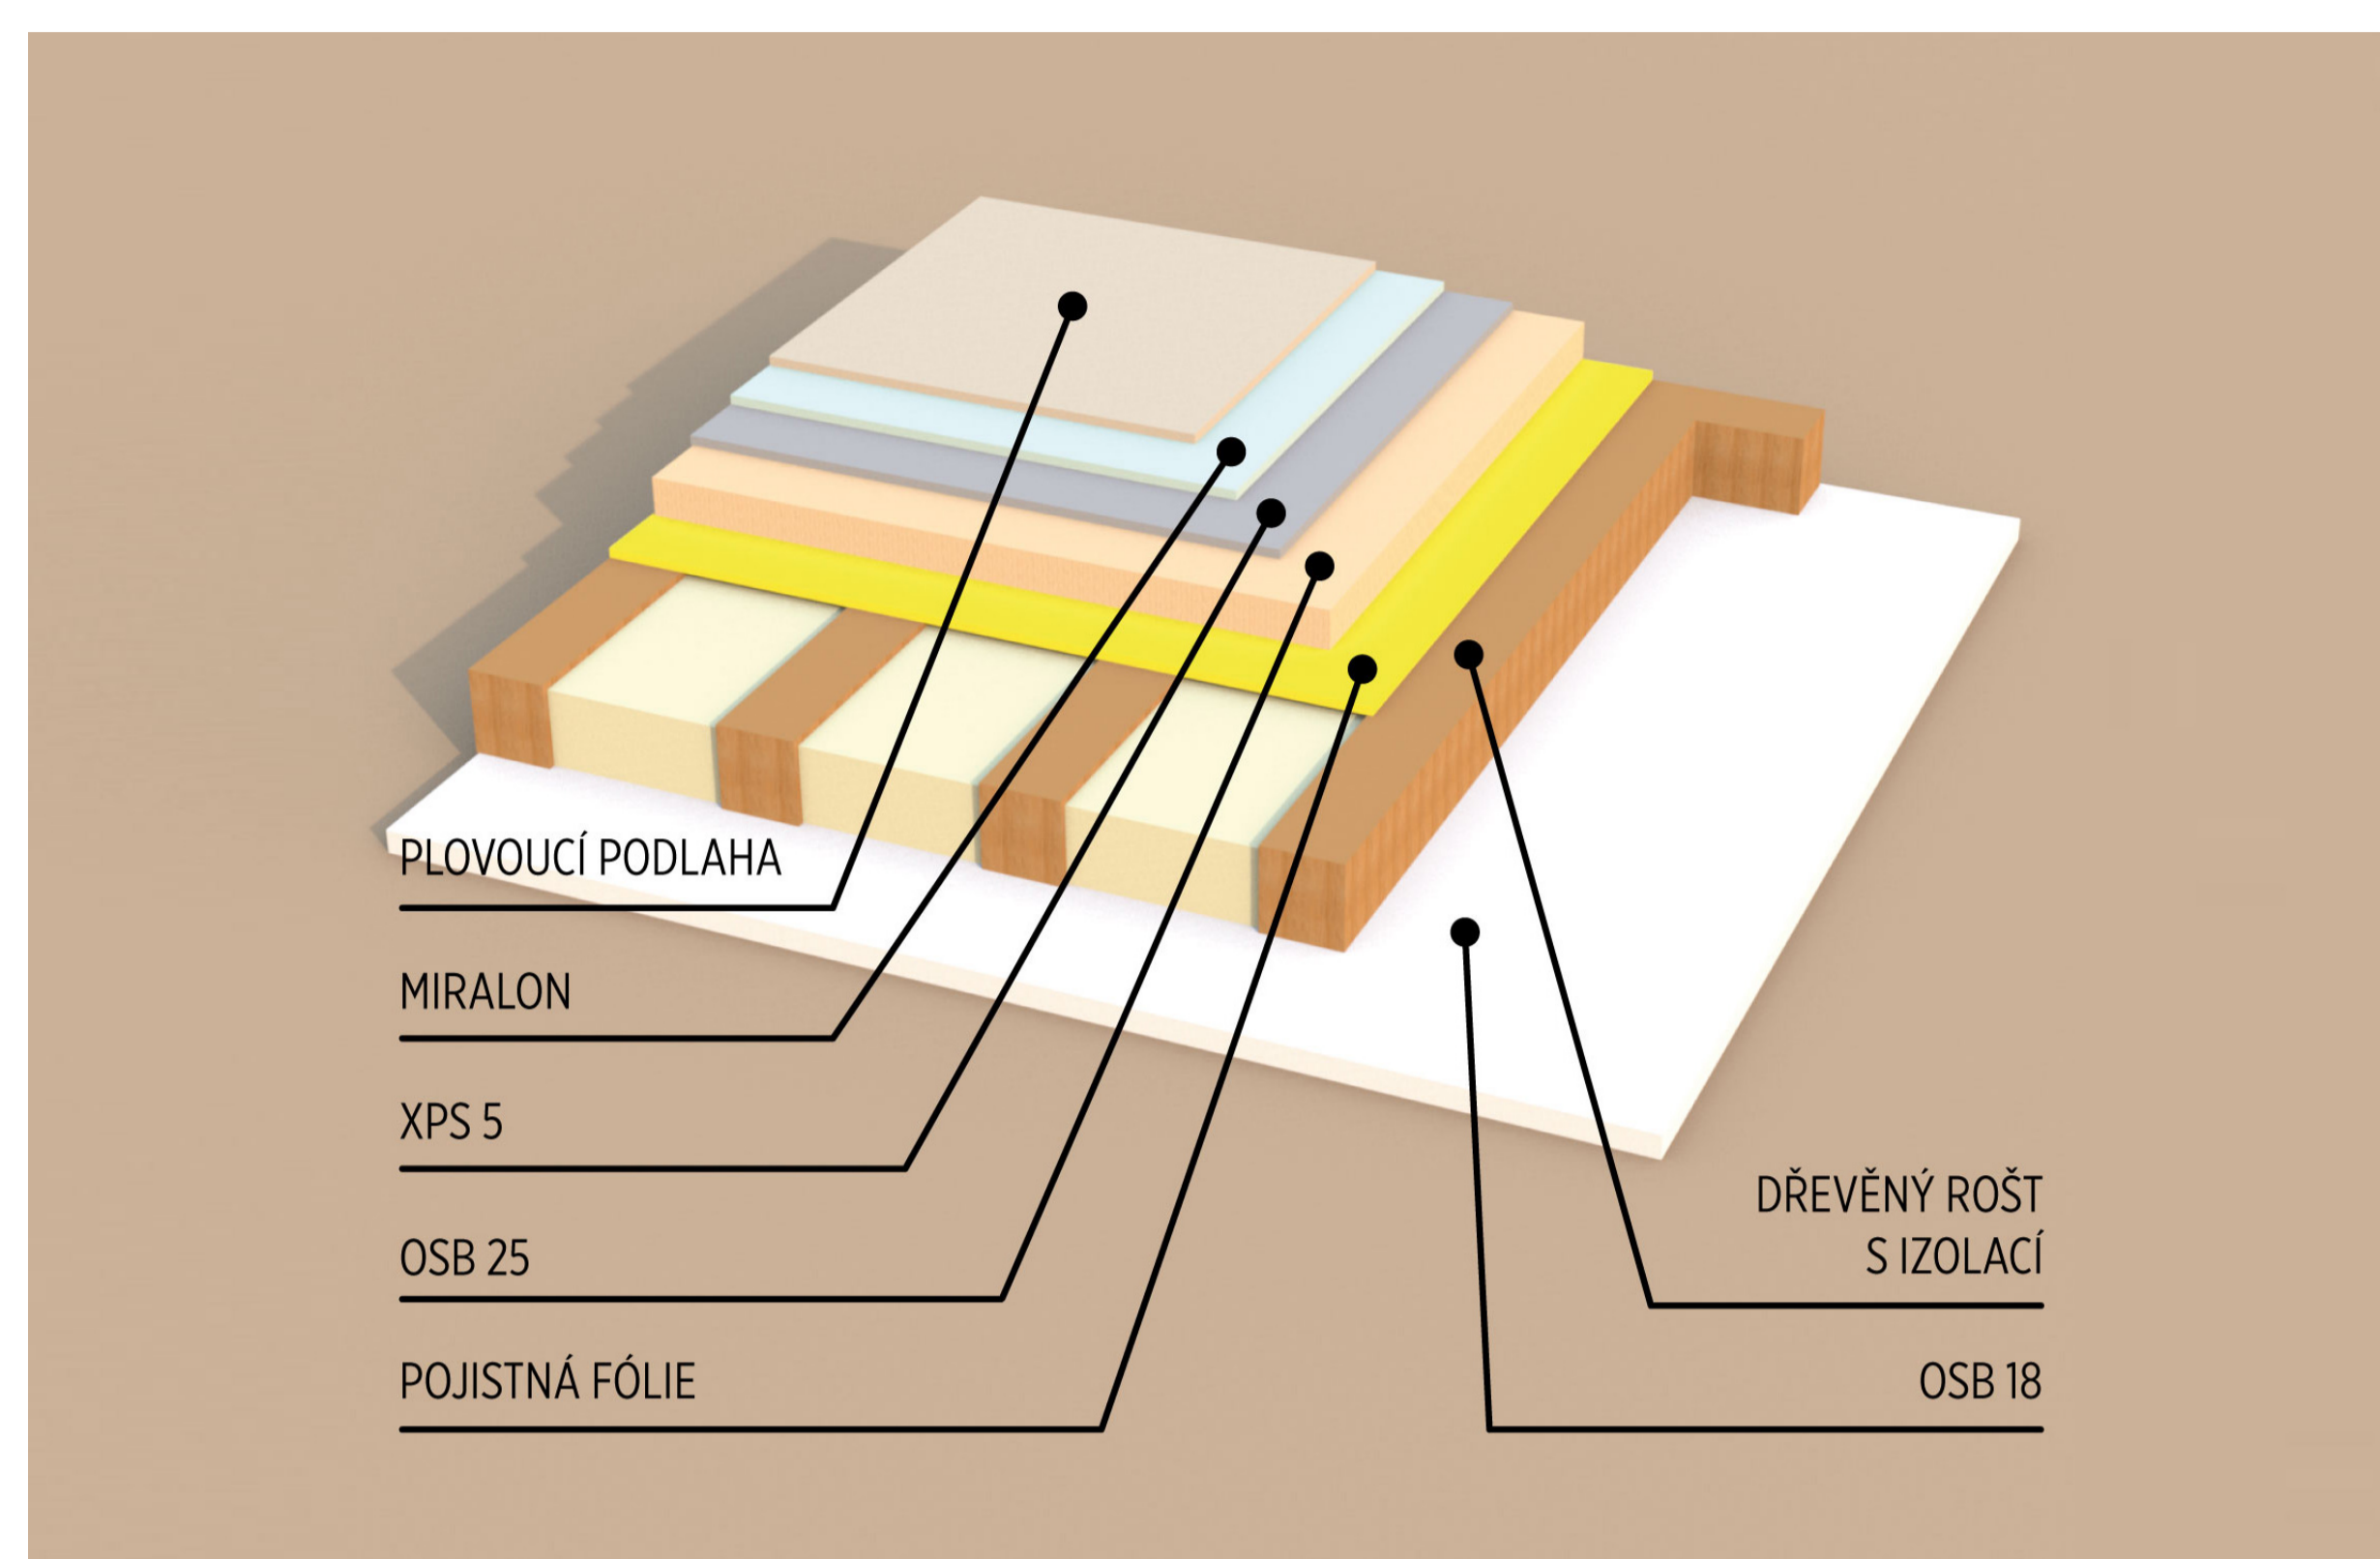 PLOVOUCÍ PODLAHA
MIRALON
XPS 5
OSB 25
POJISTNÁ FÓLIE
DŘEVĚNÝ ROŠT
S IZOLACÍ
OSB 18